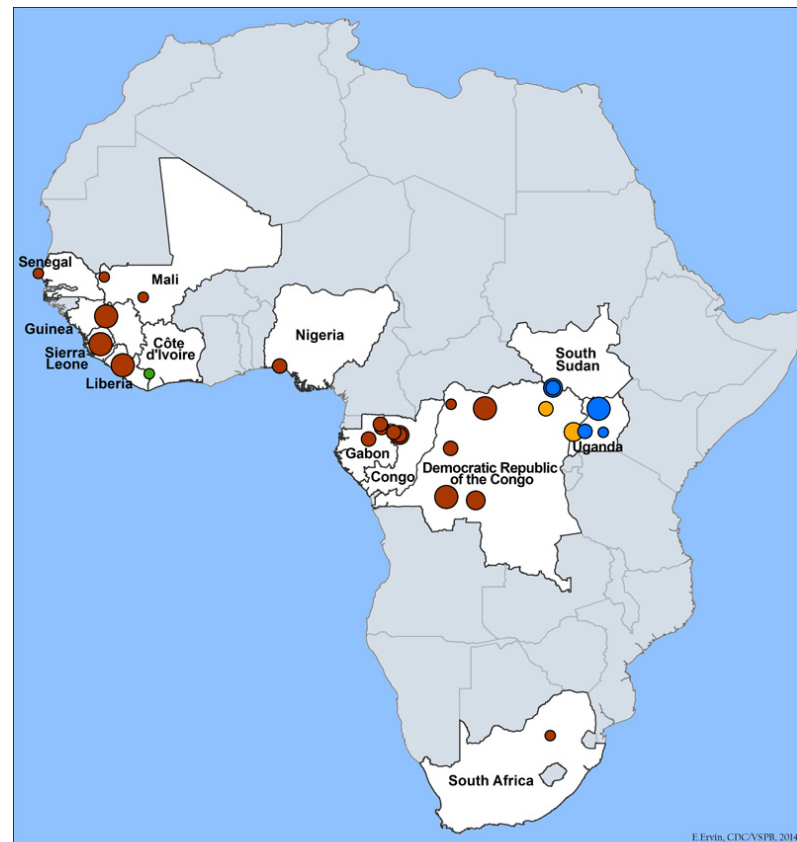 Senegal
Mali
Guinea
Sierra
Leone
Côte
d'Ivoire
Liberia
Nigeria
South
Sudan
Uganda
Gabon
Congo
Democratic Republic
of the Congo
South Africa
E.Ervin, CDC/VSPB, 2014